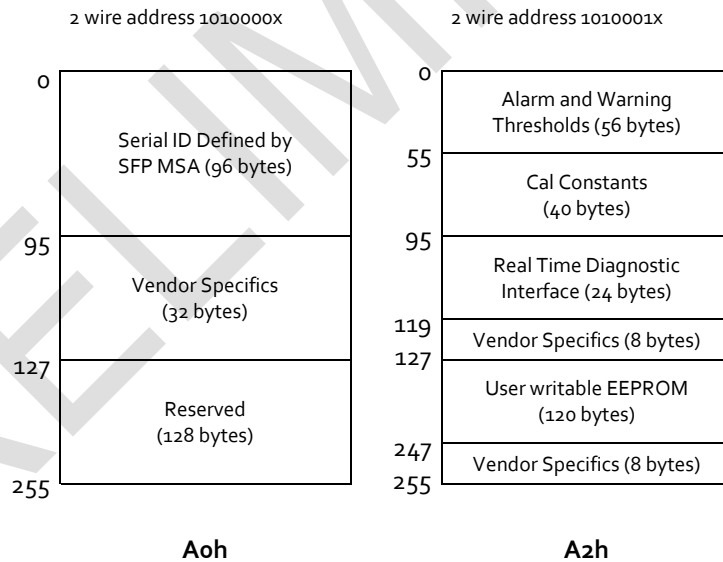 2 wire address 1010000x
0
Serial ID Defined by
SFP MSA (96 bytes)
95
Vendor Specifics
(32 bytes)
127
Reserved
(128 bytes)
255
A0h
2 wire address 1010001x
0
Alarm and Warning
Thresholds (56 bytes)
55
Cal Constants
(40 bytes)
95
Real Time Diagnostic
Interface (24 bytes)
119
Vendor Specifics (8 bytes)
127
User writable EEPROM
(120 bytes)
247
Vendor Specifics (8 bytes)
255
A2h